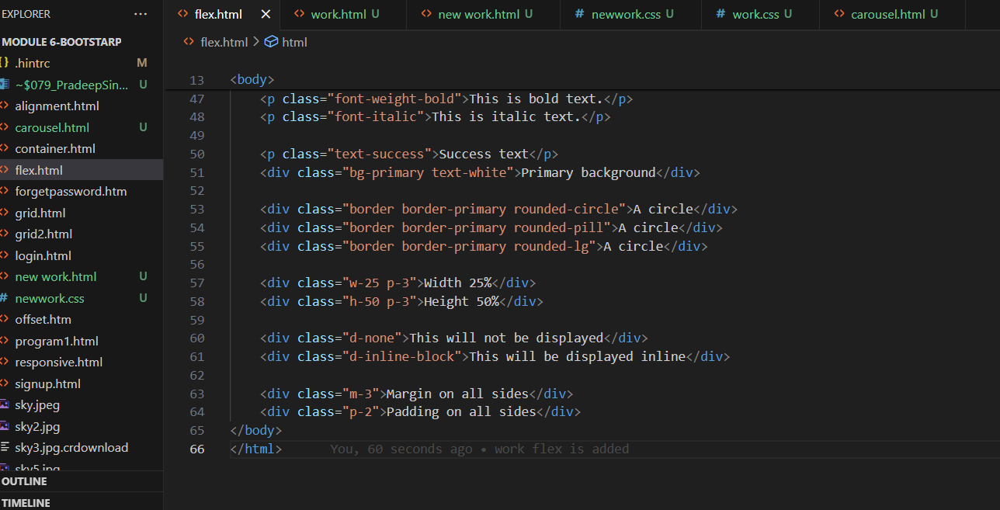 EXPLORER ...
MODULE 6-BOOTSTARP
.hintrc M
~$079_PradeepSin... U
alignment.html
carousel.html U
container.html
flex.html
forgetpassword.htm
grid.html
grid2.html
login.html
new work.html U
newwork.css U
offset.htm
program1.html
responsive.html
signup.html
sky.jpeg
sky2.jpg
sky3.jpg.crdownload
sky5.jpg
OUTLINE
TIMELINE
flex.html work.html U new work.html U # newwork.css U # work.css U carousel.html U
flex.html > html
13 <body>
47 <p class="font-weight-bold">This is bold text.</p>
48 <p class="font-italic">This is italic text.</p>
49
50 <p class="text-success">Success text</p>
51 <div class="bg-primary text-white">Primary background</div>
52
53 <div class="border border-primary rounded-circle">A circle</div>
54 <div class="border border-primary rounded-pill">A circle</div>
55 <div class="border border-primary rounded-lg">A circle</div>
56
57 <div class="w-25 p-3">Width 25%</div>
58 <div class="h-50 p-3">Height 50%</div>
59
60 <div class="d-none">This will not be displayed</div>
61 <div class="d-inline-block">This will be displayed inline</div>
62
63 <div class="m-3">Margin on all sides</div>
64 <div class="p-2">Padding on all sides</div>
65 </body>
66 </html> You, 60 seconds ago • work flex is added